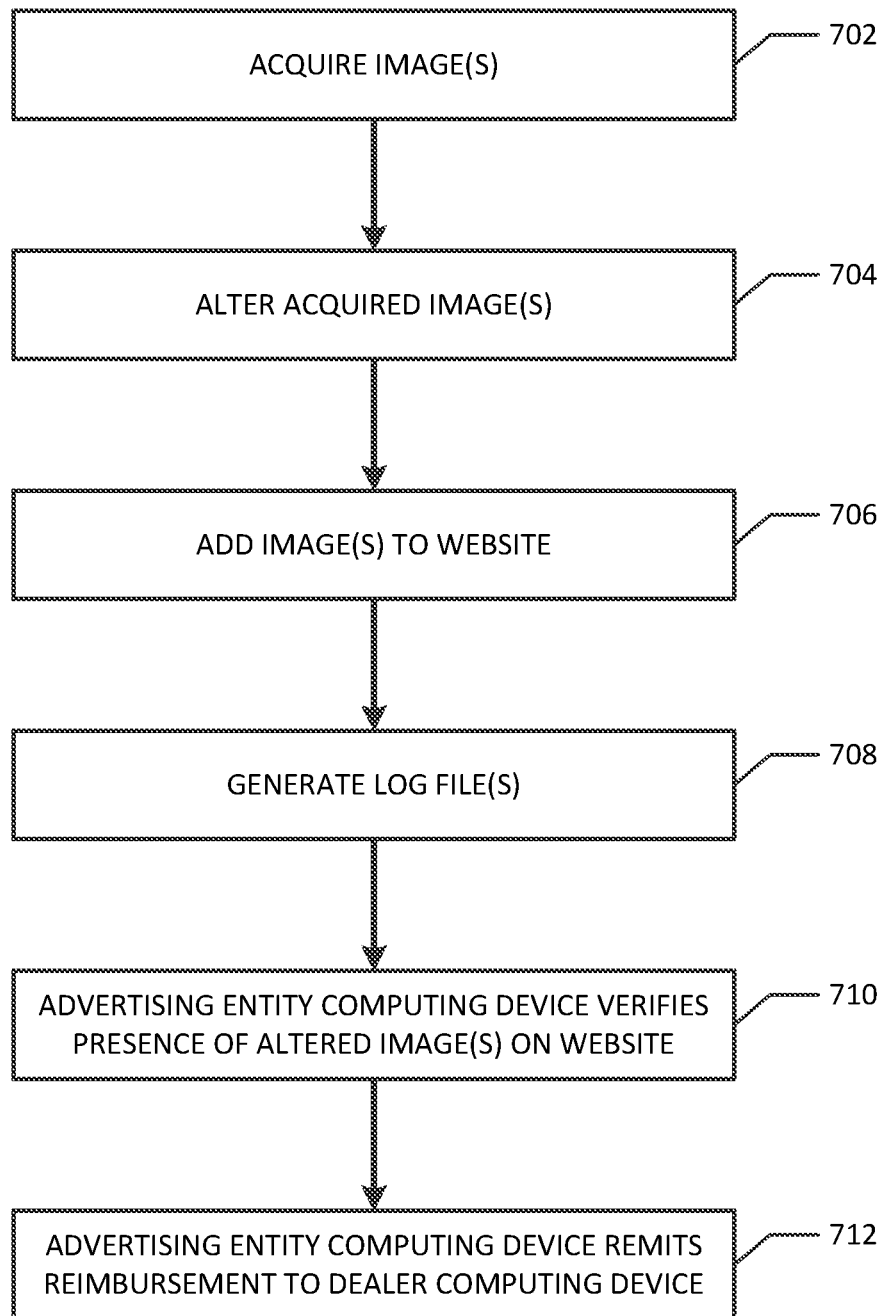 ACQUIRE IMAGE(S)
702
ALTER ACQUIRED IMAGE(S)
704
ADD IMAGE(S) TO WEBSITE
706
GENERATE LOG FILE(S)
708
ADVERTISING ENTITY COMPUTING DEVICE VERIFIES
PRESENCE OF ALTERED IMAGE(S) ON WEBSITE
710
ADVERTISING ENTITY COMPUTING DEVICE REMITS
REIMBURSEMENT TO DEALER COMPUTING DEVICE
712